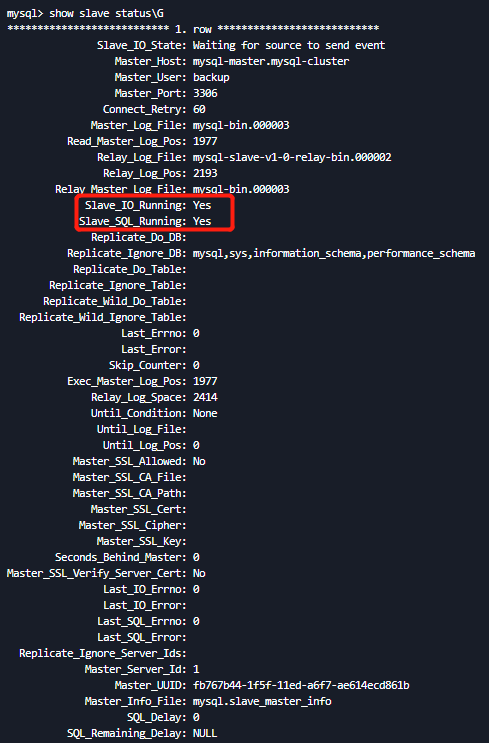 mysql> show slave status\G
*************************** 1. row ***************************
Slave_IO_State: Waiting for source to send event
Master_Host: mysql-master.mysql-cluster
Master_User: backup
Master_Port: 3306
Connect_Retry: 60
Master_Log_File: mysql-bin.000003
Read_Master_Log_Pos: 1977
Relay_Log_File: mysql-slave-v1-0-relay-bin.000002
Relay_Log_Pos: 2193
Relay_Master_Log_File: mysql-bin.000003
Slave_IO_Running: Yes
Slave_SQL_Running: Yes
Replicate_Do_DB:
Replicate_Ignore_DB: mysql,sys,information_schema,performance_schema
Replicate_Do_Table:
Replicate_Ignore_Table:
Replicate_Wild_Do_Table:
Replicate_Wild_Ignore_Table:
Last_Errno: 0
Last_Error:
Skip_Counter: 0
Exec_Master_Log_Pos: 1977
Relay_Log_Space: 2414
Until_Condition: None
Until_Log_File:
Until_Log_Pos: 0
Master_SSL_Allowed: No
Master_SSL_CA_File:
Master_SSL_CA_Path:
Master_SSL_Cert:
Master_SSL_Cipher:
Master_SSL_Key:
Seconds_Behind_Master: 0
Master_SSL_Verify_Server_Cert: No
Last_IO_Errno: 0
Last_IO_Error:
Last_SQL_Errno: 0
Last_SQL_Error:
Replicate_Ignore_Server_Ids:
Master_Server_Id: 1
Master_UUID: fb767b44-1f5f-11ed-a6f7-ae614ecd861b
Master_Info_File: mysql.slave_master_info
SQL_Delay: 0
SQL_Remaining_Delay: NULL